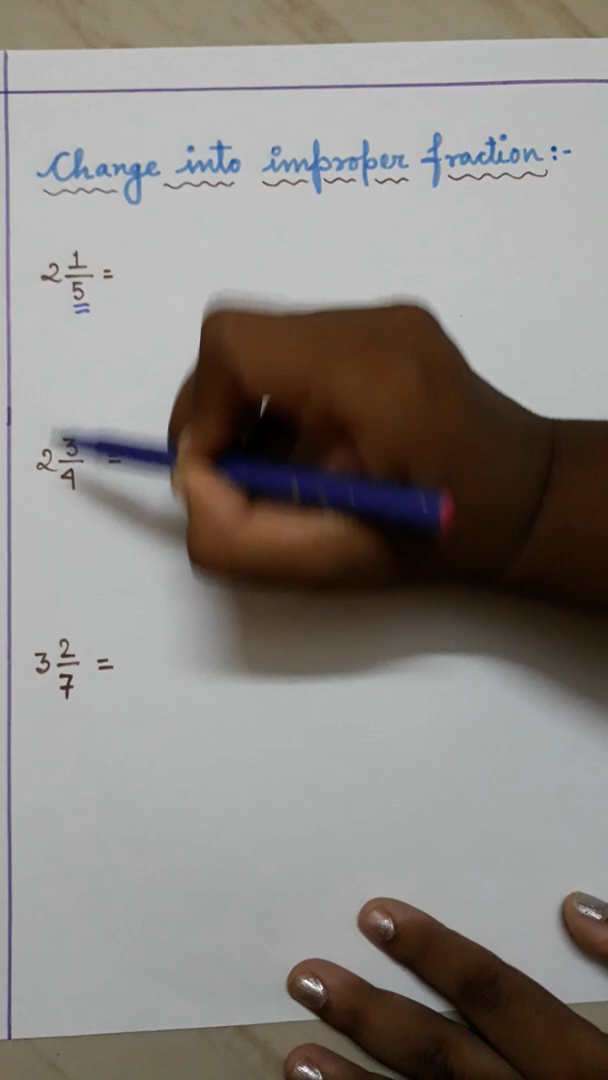 Change into improper fraction:-
2 1/5 =
2 3/4 =
3 2/7 =